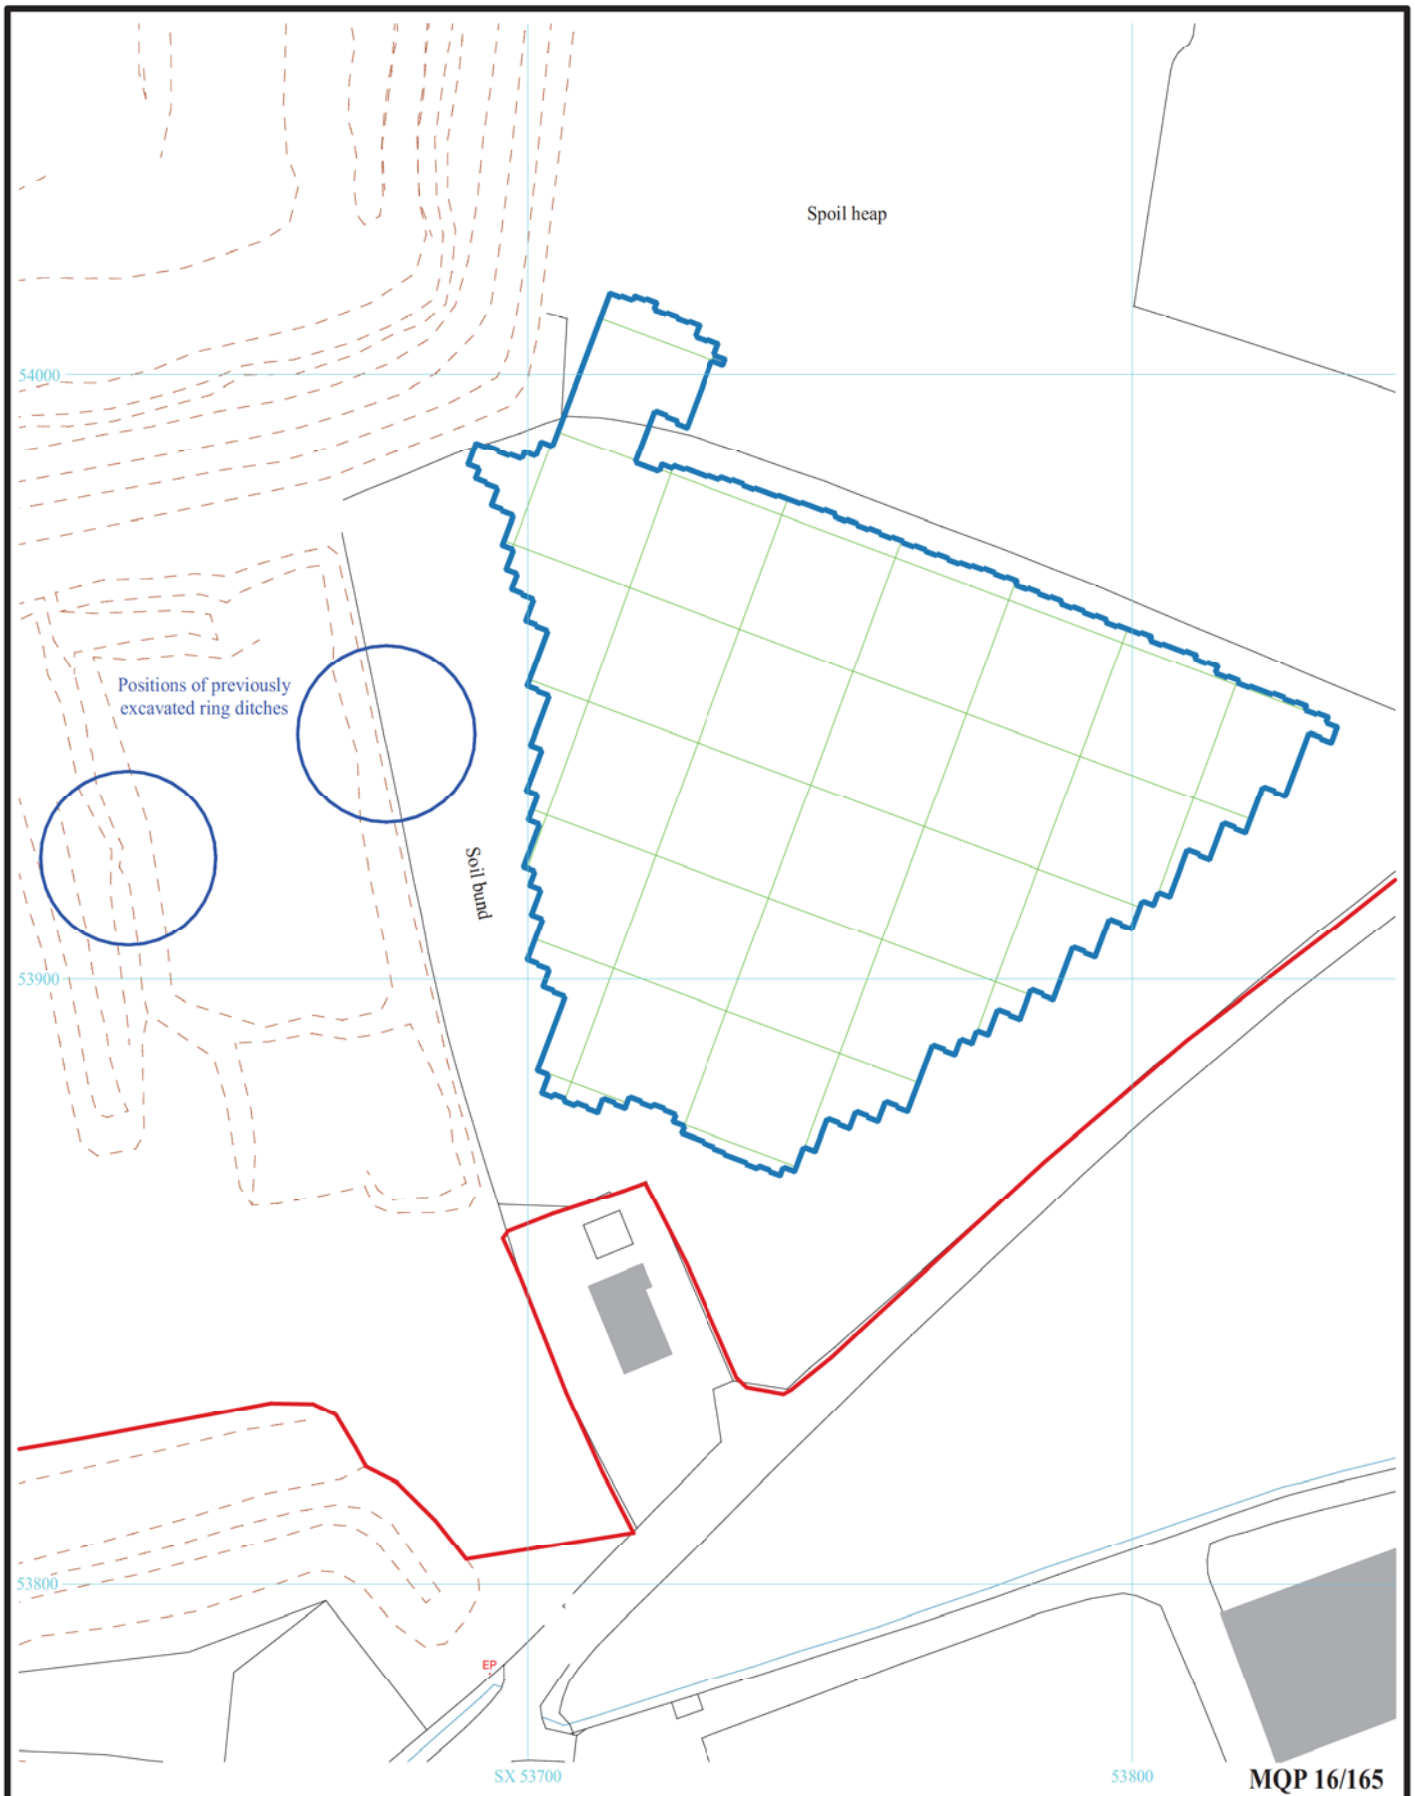 Spoil heap
54000
Positions of previously
excavated ring ditches
Soil bund
53900
53800
EP
SX 53700
53800
MQP 16/165